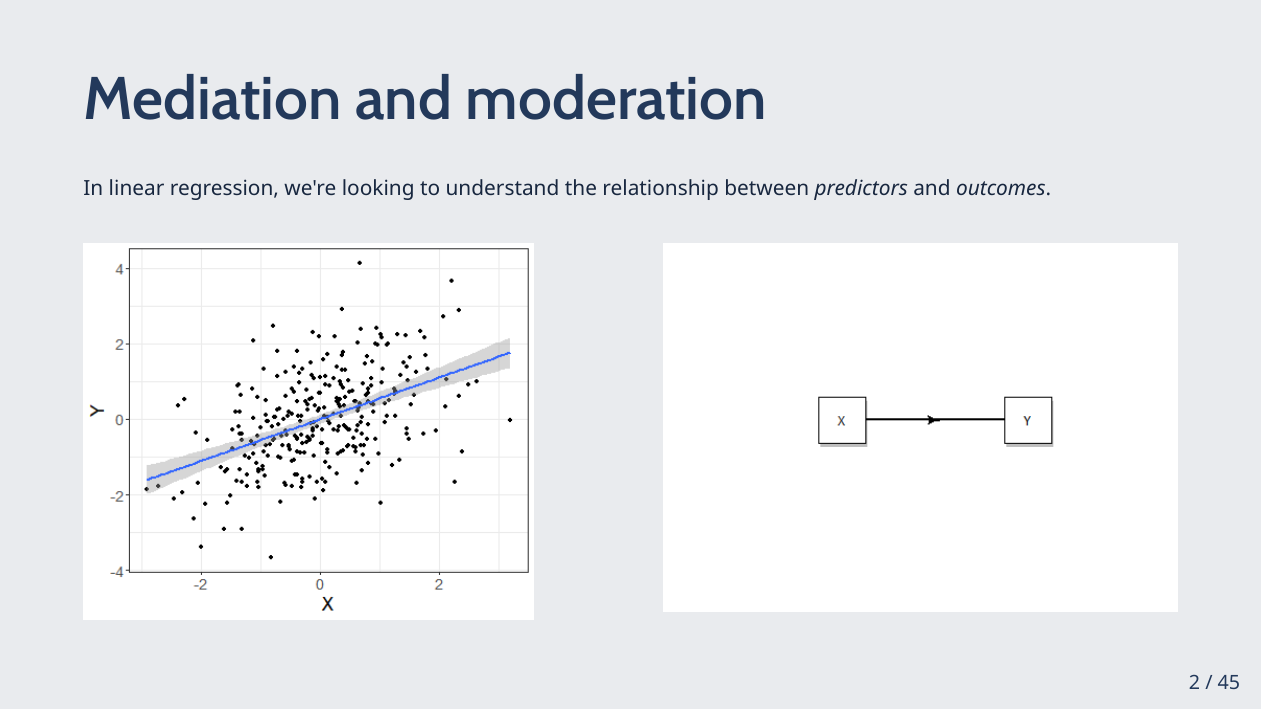 Mediation and moderation
In linear regression, we're looking to understand the relationship between predictors and outcomes.
4
2
0
-2
-4
Y
-2 0 2
X
X Y
2 / 45